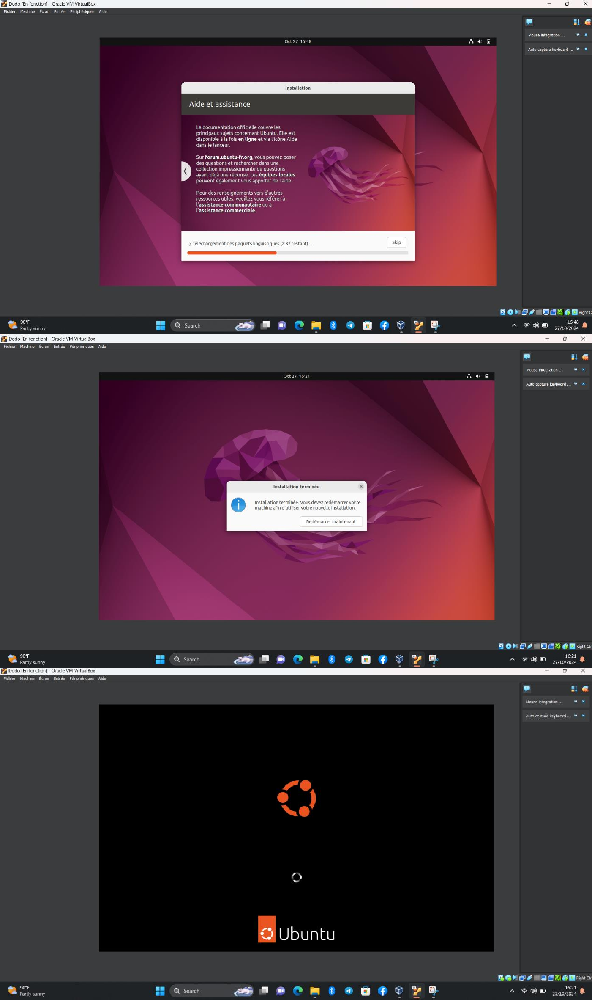 Dodo [En fonction] - Oracle VM VirtualBox
Fichier Machine Écran Entrée Périphériques Aide
Mouse integration ...
Auto capture keyboard ...
Oct 27 15:48
Installation
Aide et assistance
La documentation officielle couvre les
principaux sujets concernant Ubuntu. Elle est
disponible à la fois en ligne et via l'icône Aide
dans le lanceur.
Sur forum.ubuntu-fr.org, vous pouvez poser
des questions et rechercher dans une
collection impressionnante de questions
ayant déjà une réponse. Les équipes locales
peuvent également vous apporter de l'aide.
Pour des renseignements vers d'autres
ressources utiles, veuillez vous référer à
l'assistance communautaire ou à
l'assistance commerciale.
Téléchargement des paquets linguistiques (2:37 restant)...
Skip
Right C
90°F
Partly sunny
Search
15:48
27/10/2024
Dodo [En fonction] - Oracle VM VirtualBox
Fichier Machine Écran Entrée Périphériques Aide
Mouse integration ...
Auto capture keyboard ...
Oct 27 16:21
Installation terminée
Installation terminée. Vous devez redémarrer votre
machine afin d'utiliser votre nouvelle installation.
Redémarrer maintenant
Right Ctr
90°F
Partly sunny
Search
16:21
27/10/2024
Dodo [En fonction] - Oracle VM VirtualBox
Fichier Machine Écran Entrée Périphériques Aide
Mouse integration ...
Auto capture keyboard ...
Ubuntu
Right Ctr
90°F
Partly sunny
Search
16:21
27/10/2024